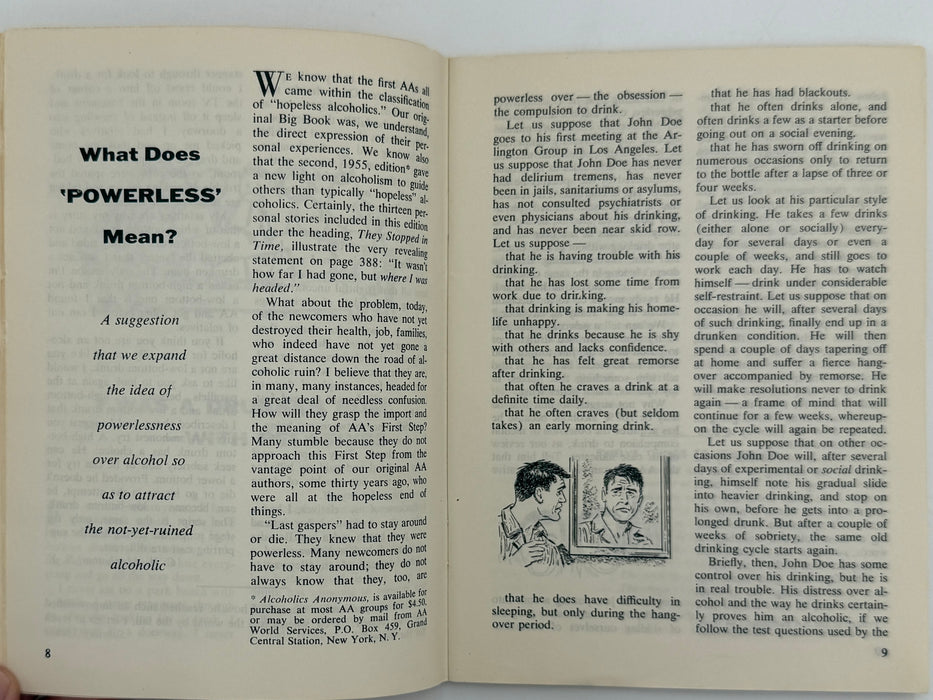 What Does
'POWERLESS'
Mean?
A suggestion
that we expand
the idea of
powerlessness
over alcohol so
as to attract
the not-yet-ruined
alcoholic
WE know that the first AAs all
came within the classification
of "hopeless alcoholics." Our orig-
inal Big Book was, we understand,
the direct expression of their per-
sonal experiences. We know also
that the second, 1955, edition* gave
a new light on alcoholism to guide
others than typically "hopeless" al-
coholics. Certainly, the thirteen per-
sonal stories included in this edition
under the heading, They Stopped in
Time, illustrate the very revealing
statement on page 388: "It wasn't
how far I had gone, but where I was
headed."
What about the problem, today,
of the newcomers who have not yet
destroyed their health, job, families,
who indeed have not yet gone a
great distance down the road of al-
coholic ruin? I believe that they are,
in many, many instances, headed for
a great deal of needless confusion.
How will they grasp the import and
the meaning of AA's First Step?
Many stumble because they do not
approach this First Step from the
vantage point of our original AA
authors, some thirty years ago, who
were all at the hopeless end of
things.
"Last gaspers" had to stay around
or die. They knew that they were
powerless. Many newcomers do not
have to stay around; they do not
always know that they, too, are
* Alcoholics Anonymous, is available for
purchase at most AA groups for $4.50,
or may be ordered by mail from AA
World Services, P.O. Box 459, Grand
Central Station, New York, N. Y.
8
powerless over — the obsession —
the compulsion to drink.
Let us suppose that John Doe
goes to his first meeting at the Ar-
lington Group in Los Angeles. Let
us suppose that John Doe has never
had delirium tremens, has never
been in jails, sanitariums or asylums,
has not consulted psychiatrists or
even physicians about his drinking,
and has never been near skid row.
Let us suppose —
that he is having trouble with his
drinking.
that he has lost some time from
work due to drinking.
that drinking is making his home-
life unhappy.
that he drinks because he is shy
with others and lacks confidence.
that he has felt great remorse
after drinking.
that often he craves a drink at a
definite time daily.
that he often craves (but seldom
takes) an early morning drink.
that he does have difficulty in
sleeping, but only during the hang-
over period.
that he has had blackouts.
that he often drinks alone, and
often drinks a few as a starter before
going out on a social evening.
that he has sworn off drinking on
numerous occasions only to return
to the bottle after a lapse of three or
four weeks.
Let us look at his particular style
of drinking. He takes a few drinks
(either alone or socially) every-
day for several days or even a
couple of weeks, and still goes to
work each day. He has to watch
himself — drink under considerable
self-restraint. Let us suppose that on
occasion he will, after several days
of such drinking, finally end up in a
drunken condition. He will then
spend a couple of days tapering off
at home and suffer a fierce hang-
over accompanied by remorse. He
will make resolutions never to drink
again — a frame of mind that will
continue for a few weeks, whereup-
on the cycle will again be repeated.
Let us suppose that on other oc-
casions John Doe will, after several
days of experimental or social drink-
ing, himself note his gradual slide
into heavier drinking, and stop on
his own, before he gets into a pro-
longed drunk. But after a couple of
weeks of sobriety, the same old
drinking cycle starts again.
Briefly, then, John Doe has some
control over his drinking, but he is
in real trouble. His distress over al-
cohol and the way he drinks certain-
ly proves him an alcoholic, if we
follow the test questions used by the
9